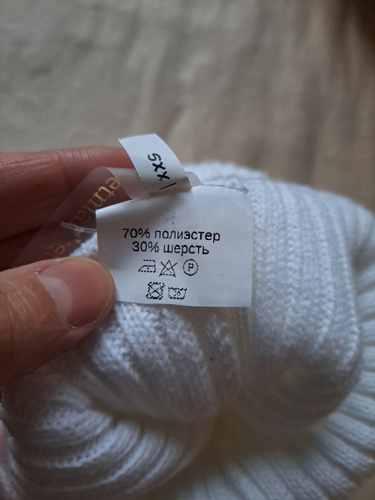 XXS
70% полиэстер
30% шерсть
P